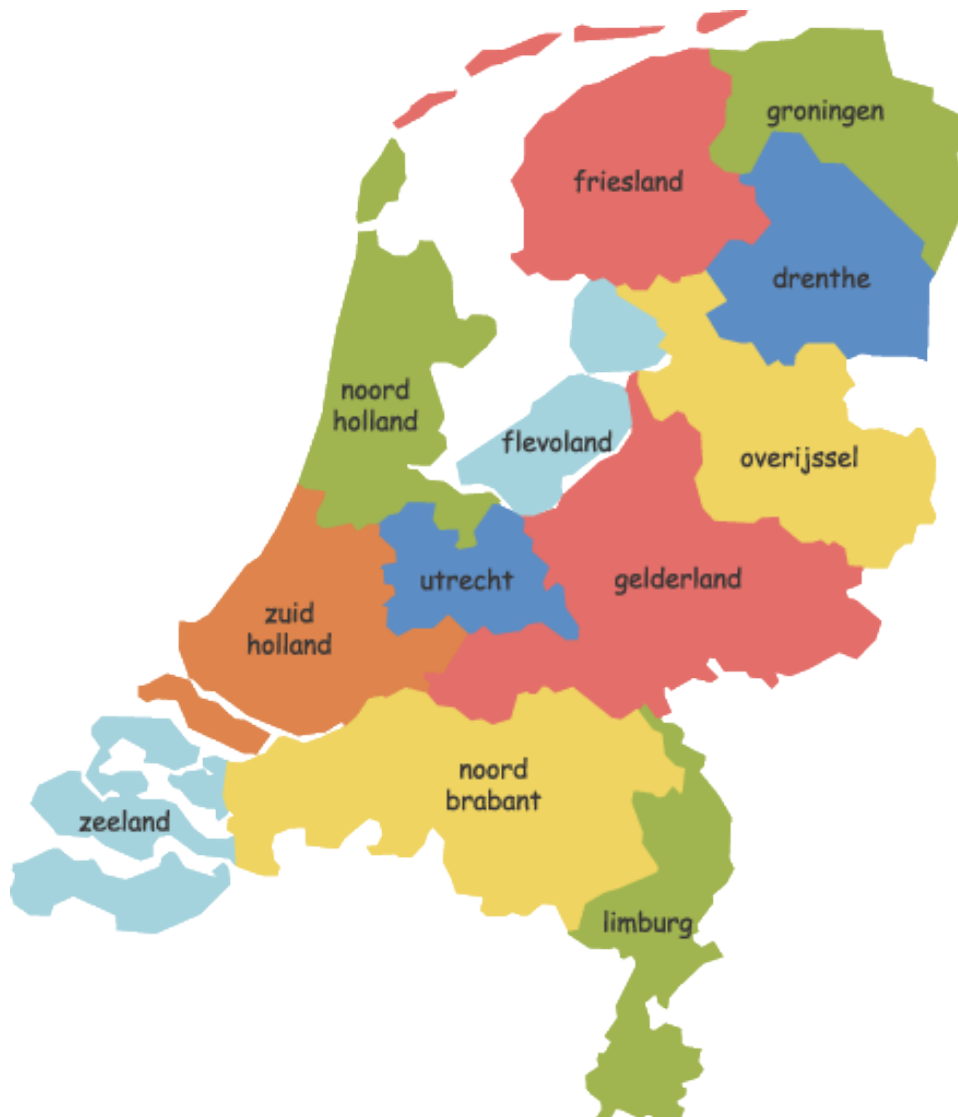 groningen
friesland
drenthe
noord
holland
flevoland
overijssel
utrecht
gelderland
zuid
holland
noord
brabant
zeeland
limburg